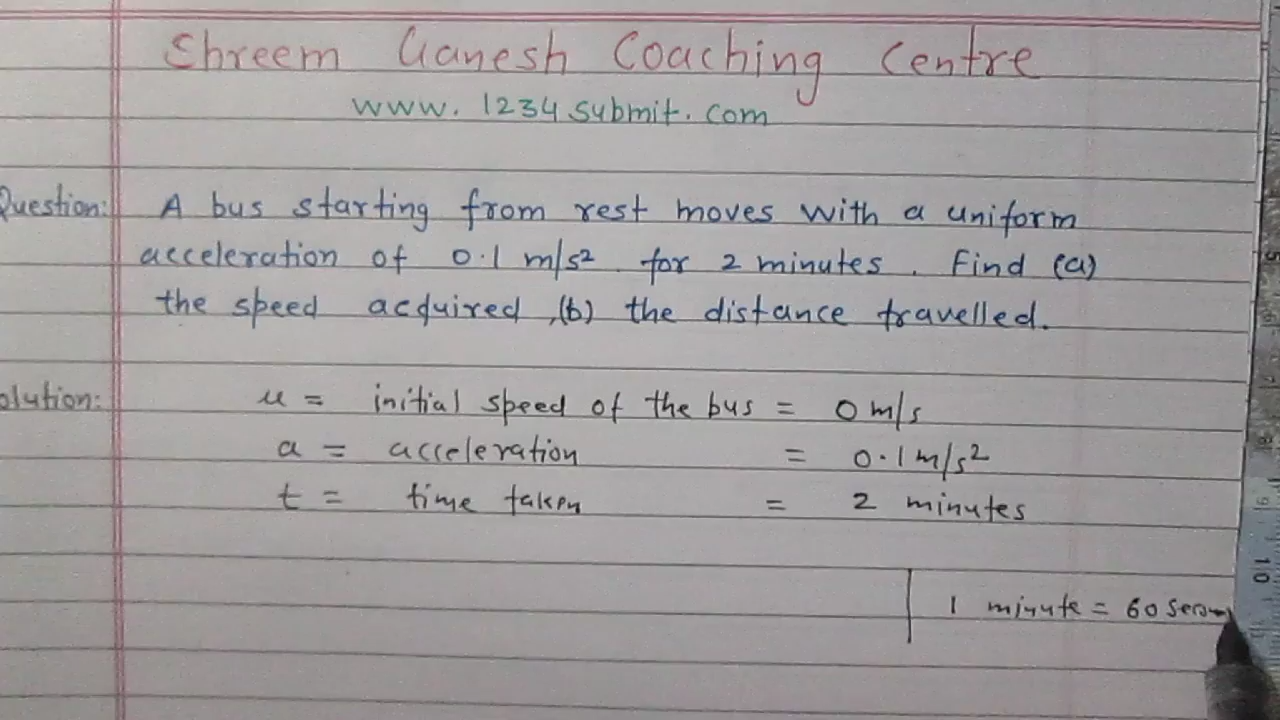 Shreem Ganesh Coaching Centre
www.1234submit.com
Question: A bus starting from rest moves with a uniform
acceleration of 0.1 m/s² for 2 minutes. Find (a)
the speed acquired, (b) the distance travelled.
olution: u = initial speed of the bus = 0 m/s
a = acceleration = 0.1 m/s²
t = time taken = 2 minutes
1 minute = 60
10